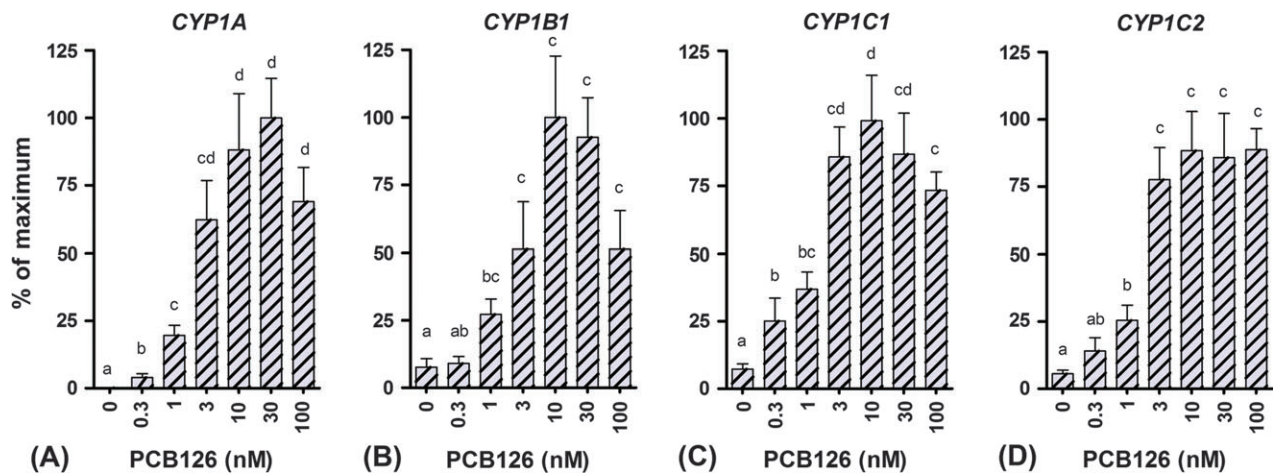 CYP1A
% of maximum
125
100
75
50
25
0
a
b
c
cd
d
d
d
0
0.3
1
3
10
30
100
(A)
PCB126 (nM)
CYP1B1
125
100
75
50
25
0
a
ab
bc
c
c
c
c
0
0.3
1
3
10
30
100
(B)
PCB126 (nM)
CYP1C1
125
100
75
50
25
0
a
b
bc
cd
d
cd
c
0
0.3
1
3
10
30
100
(C)
PCB126 (nM)
CYP1C2
125
100
75
50
25
0
a
ab
b
c
c
c
c
0
0.3
1
3
10
30
100
(D)
PCB126 (nM)